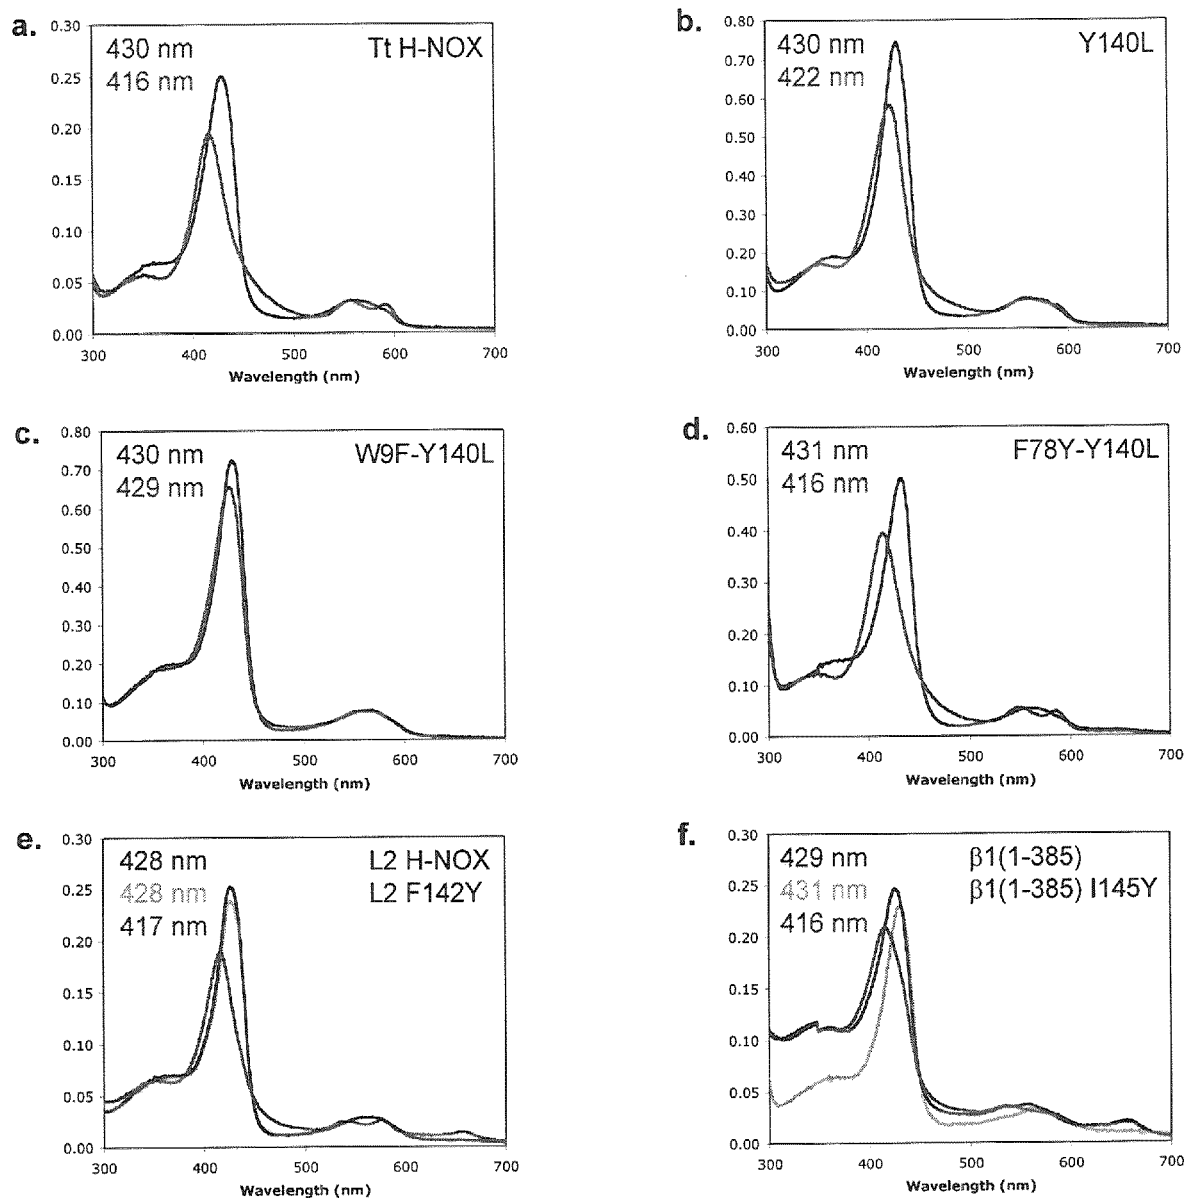 a.
430 nm
416 nm
Tt H-NOX
0.30
0.25
0.20
0.15
0.10
0.05
0.00
300 400 500 600 700
Wavelength (nm)
b.
430 nm
422 nm
Y140L
0.80
0.70
0.60
0.50
0.40
0.30
0.20
0.10
0.00
300 400 500 600 700
Wavelength (nm)
c.
430 nm
429 nm
W9F-Y140L
0.80
0.70
0.60
0.50
0.40
0.30
0.20
0.10
0.00
300 400 500 600 700
Wavelength (nm)
d.
431 nm
416 nm
F78Y-Y140L
0.60
0.50
0.40
0.30
0.20
0.10
0.00
300 400 500 600 700
Wavelength (nm)
e.
428 nm
428 nm
417 nm
L2 H-NOX
L2 F142Y
0.30
0.25
0.20
0.15
0.10
0.05
0.00
300 400 500 600 700
Wavelength (nm)
f.
429 nm
431 nm
416 nm
β1(1-385)
β1(1-385) I145Y
0.30
0.25
0.20
0.15
0.10
0.05
0.00
300 400 500 600 700
Wavelength (nm)